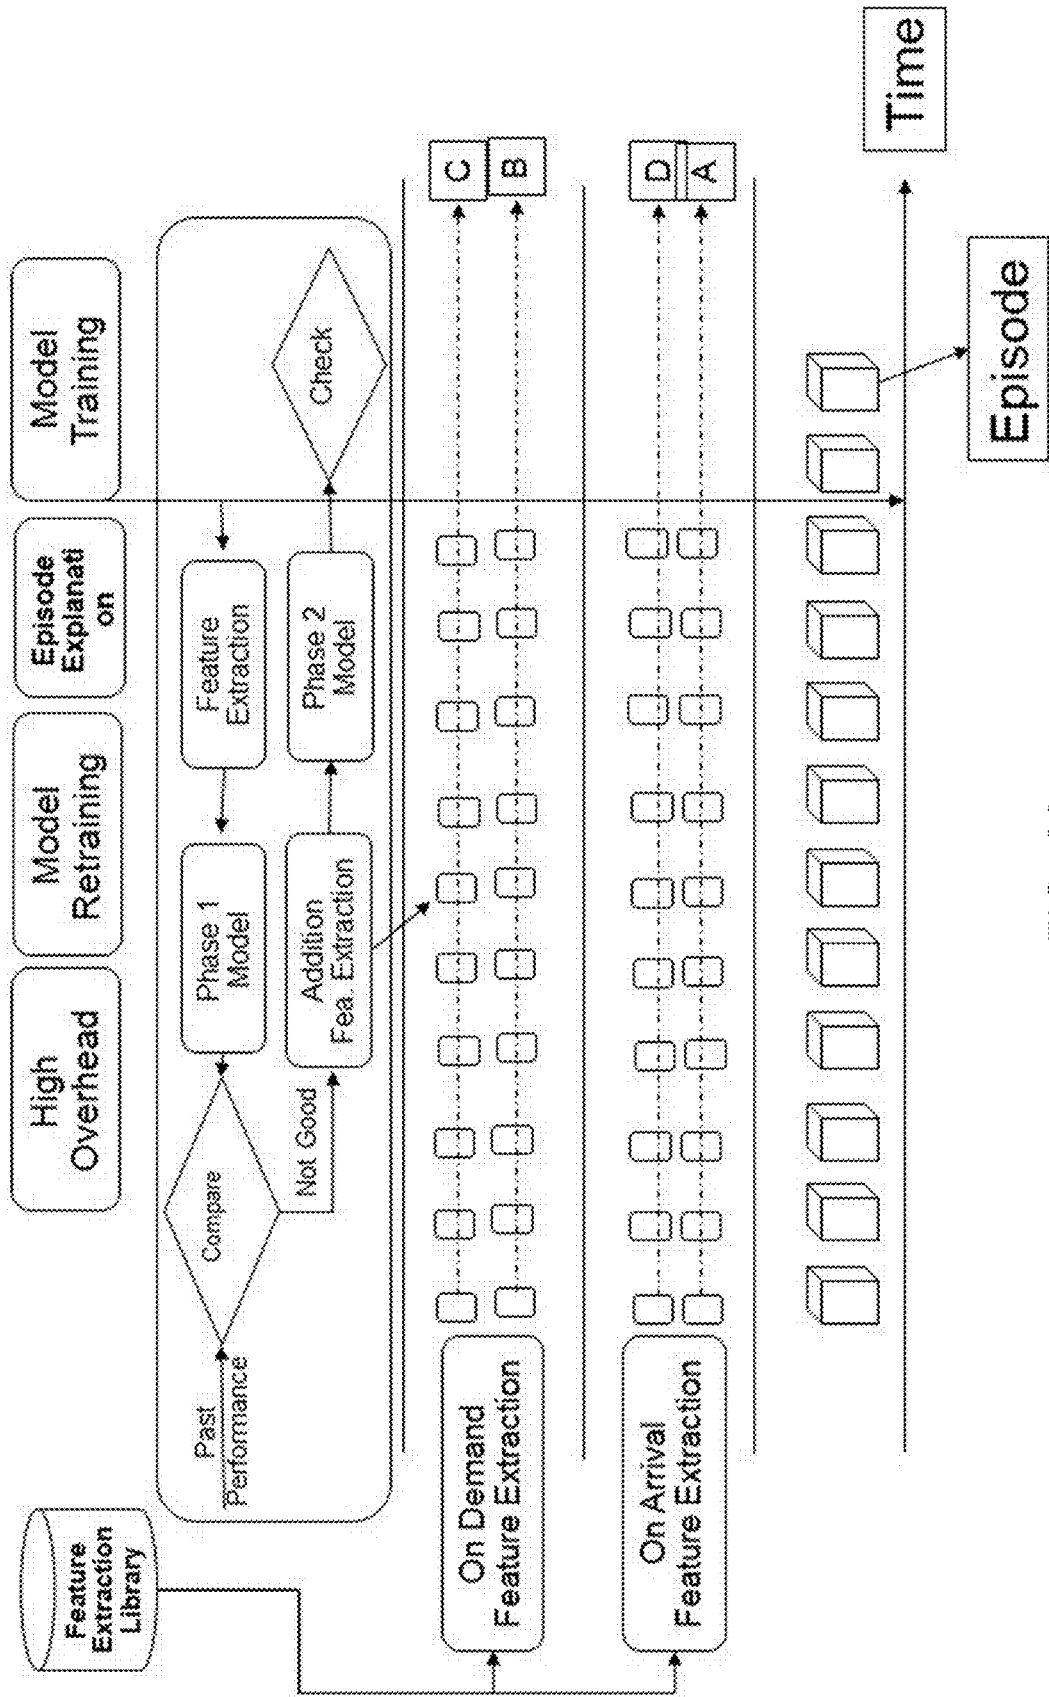 Feature
Extraction
Library
High
Overhead
Model
Retraining
Episode
Explanati
on
Model
Training
Past
Performance
Compare
Phase 1
Model
Feature
Extraction
Not Good
Addition
Fea. Extraction
Phase 2
Model
Check
On Demand
Feature Extraction
C
B
On Arrival
Feature Extraction
D
A
Time
Episode